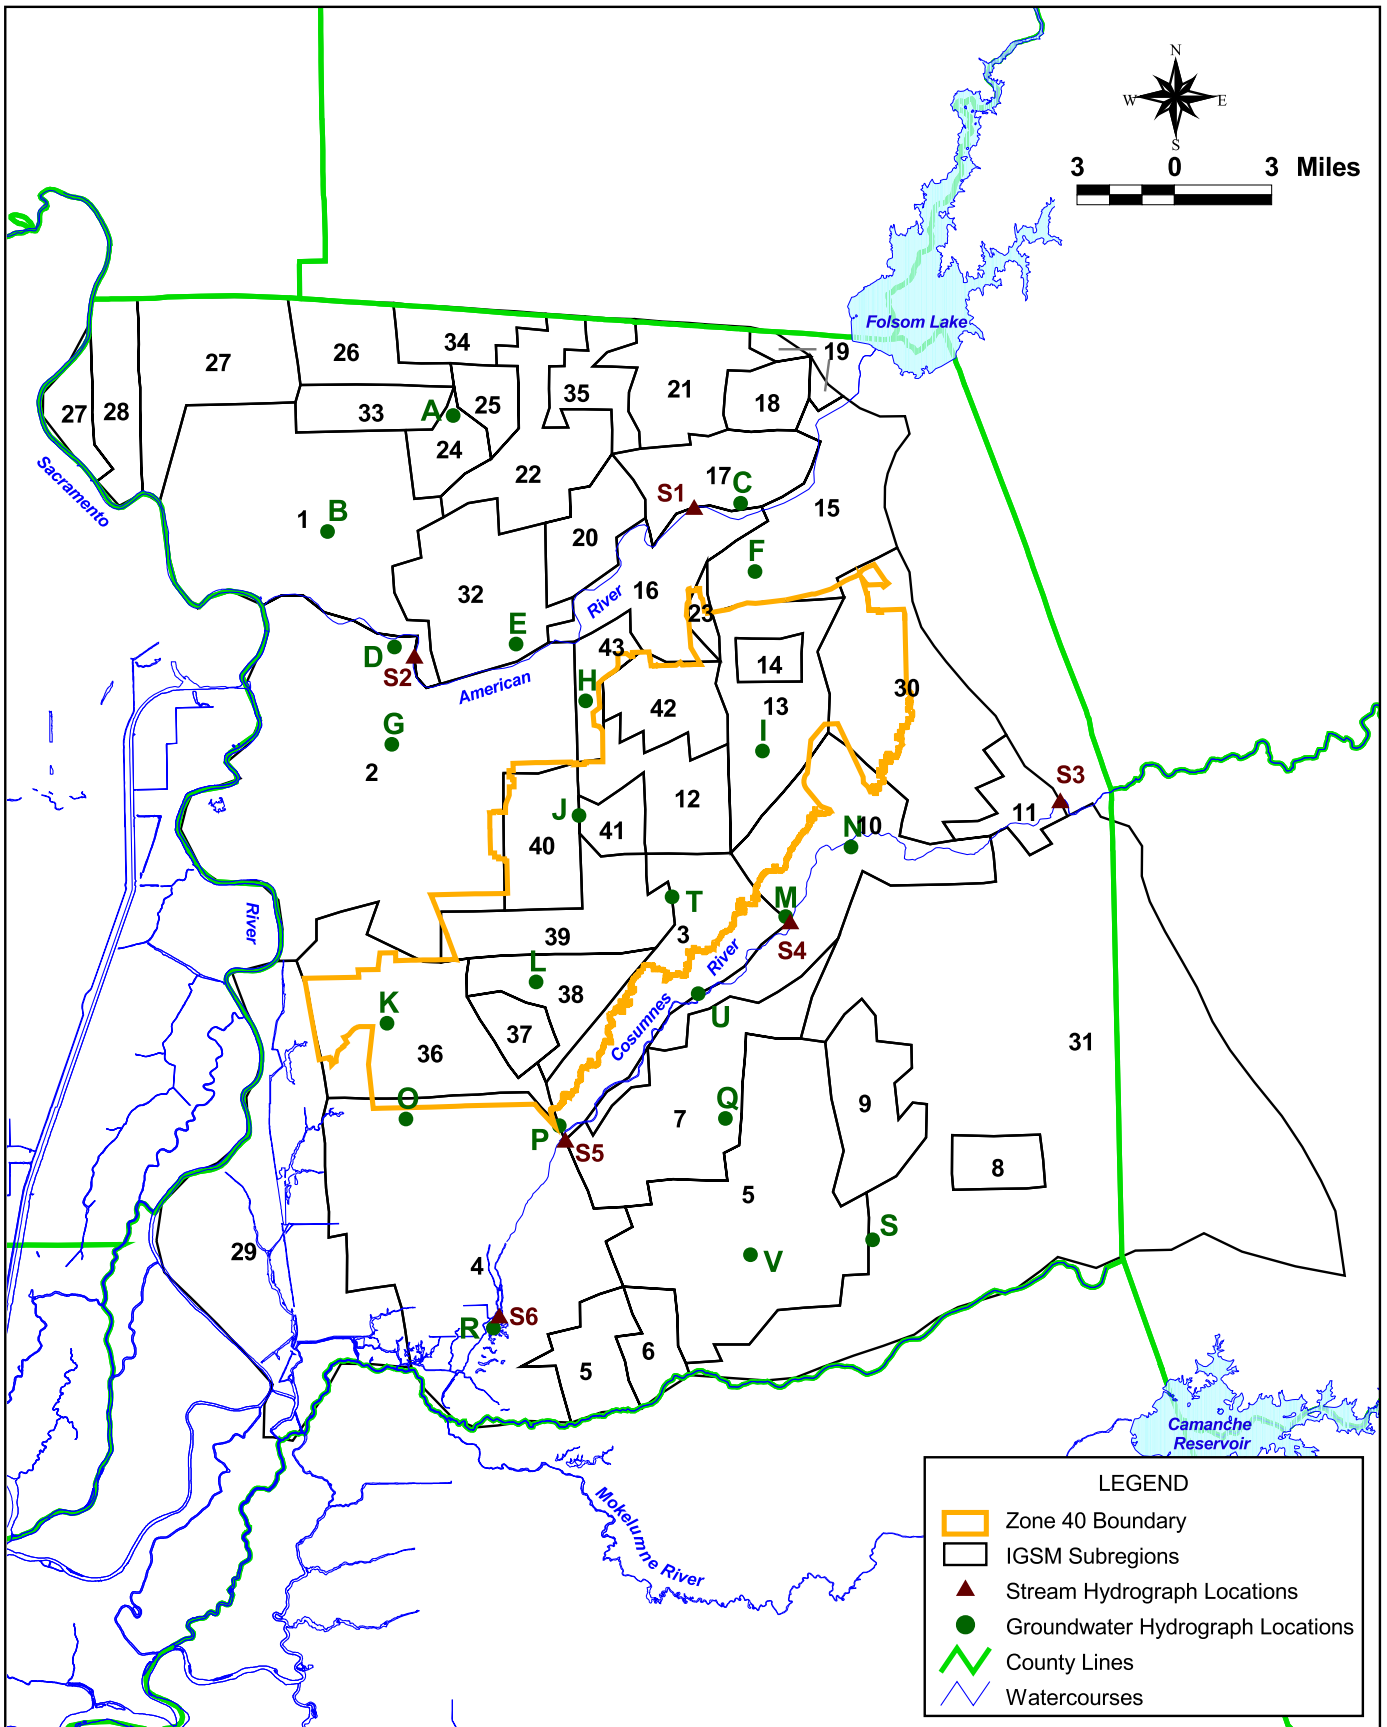 N
W
E
S
3 0 3 Miles
Folsom Lake
34
19
26
27
35
21
18
27
28
33
A
25
24
22
17
C
S1
Sacramento
1
B
15
20
F
32
16
River
23
E
43
D
S2
14
American
H
30
42
13
G
I
2
S3
12
J
41
11
40
N
10
T
M
River
3
39
S4
River
L
38
K
U
37
Cosumnes
36
31
9
O
Q
7
P
S5
8
5
S
29
V
4
S6
R
6
5
Camanche
Reservoir
Mokelumne River
LEGEND
Zone 40 Boundary
IGSM Subregions
Stream Hydrograph Locations
Groundwater Hydrograph Locations
County Lines
Watercourses